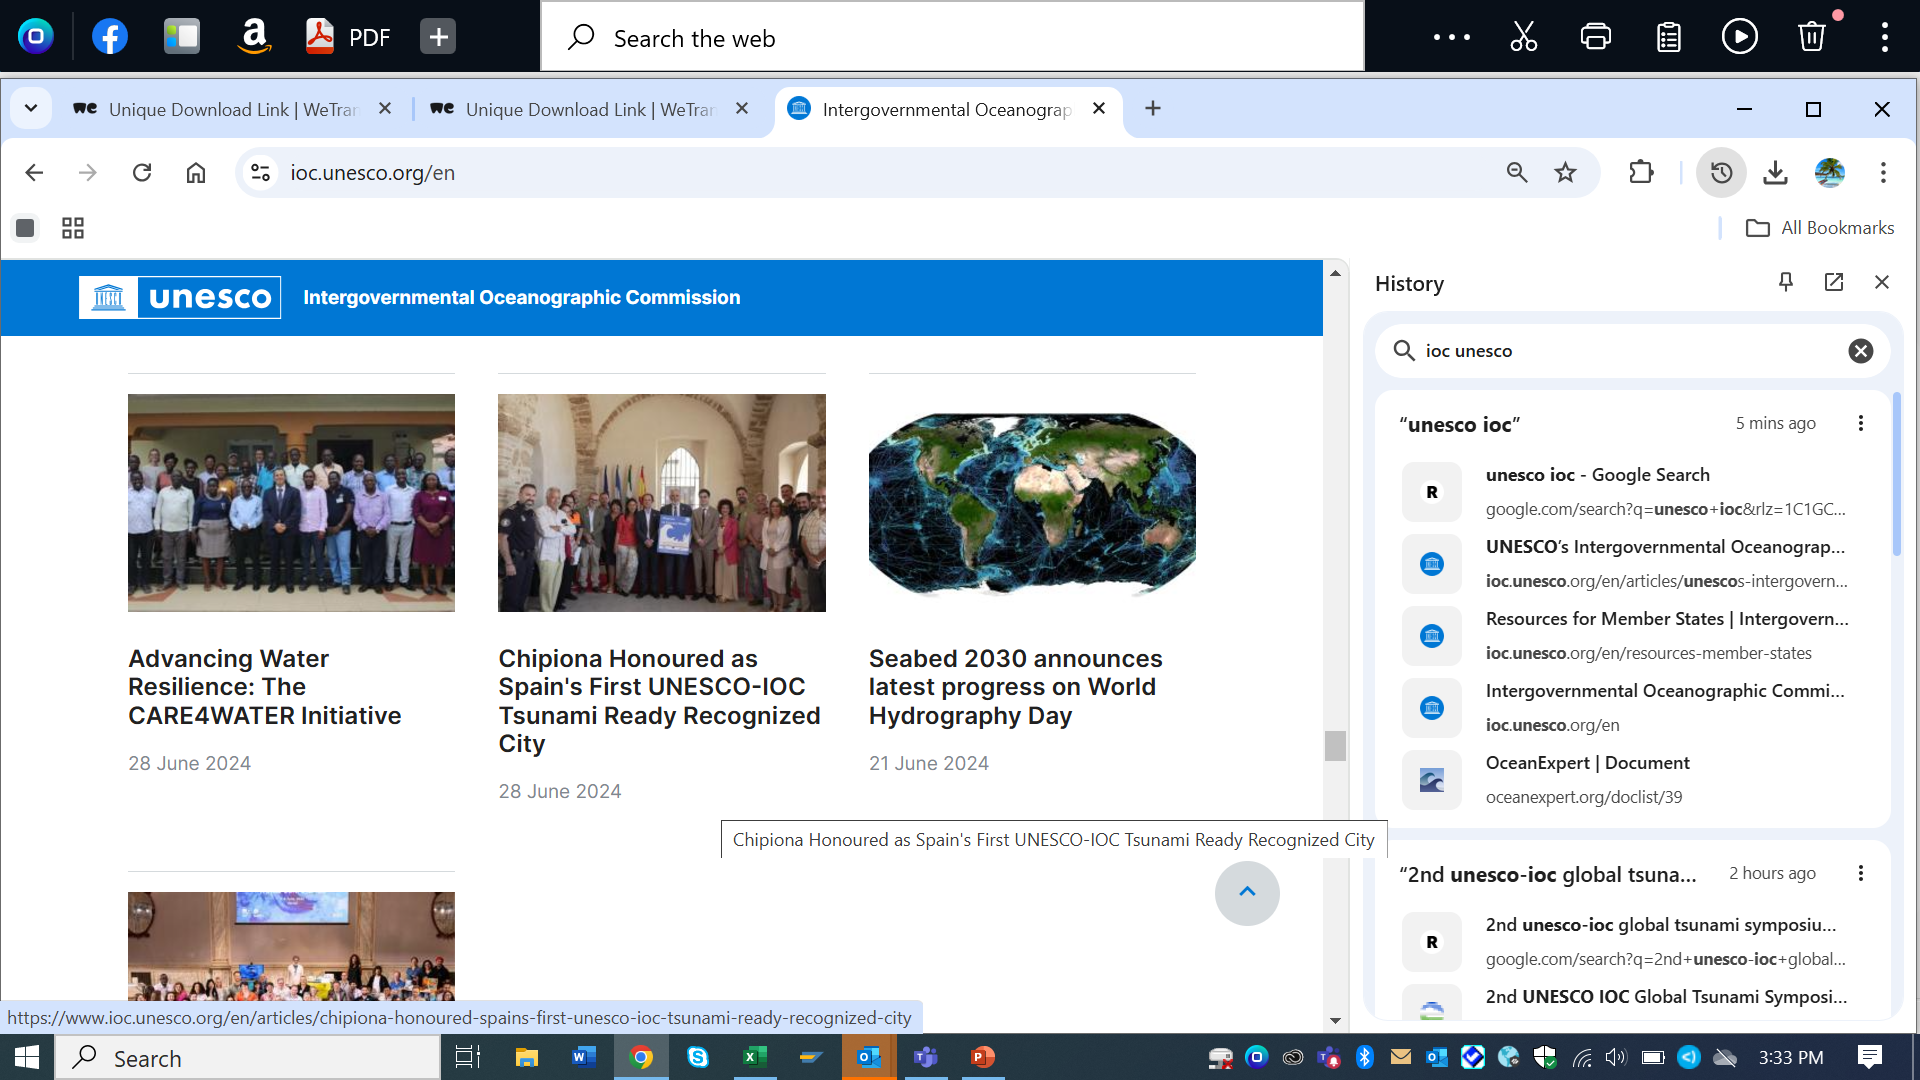 PDF
Search the web
Unique Download Link | WeTran
Unique Download Link | WeTran
Intergovernmental Oceanograp
ioc.unesco.org/en
All Bookmarks
unesco
Intergovernmental Oceanographic Commission
Advancing Water
Resilience: The
CARE4WATER Initiative
28 June 2024
Chipiona Honoured as
Spain's First UNESCO-IOC
Tsunami Ready Recognized
City
28 June 2024
Seabed 2030 announces
latest progress on World
Hydrography Day
21 June 2024
Chipiona Honoured as Spain's First UNESCO-IOC Tsunami Ready Recognized City
https://www.ioc.unesco.org/en/articles/chipiona-honoured-spains-first-unesco-ioc-tsunami-ready-recognized-city
History
ioc unesco
“unesco ioc”
5 mins ago
R
unesco ioc - Google Search
google.com/search?q=unesco+ioc&rlz=1C1GC...
UNESCO’s Intergovernmental Oceanograp...
ioc.unesco.org/en/articles/unescos-intergovern...
Resources for Member States | Intergovern...
ioc.unesco.org/en/resources-member-states
Intergovernmental Oceanographic Commi...
ioc.unesco.org/en
OceanExpert | Document
oceanexpert.org/doclist/39
“2nd unesco-ioc global tsuna...
2 hours ago
R
2nd unesco-ioc global tsunami symposiu...
google.com/search?q=2nd+unesco-ioc+global...
2nd UNESCO IOC Global Tsunami Symposi...
Search
3:33 PM